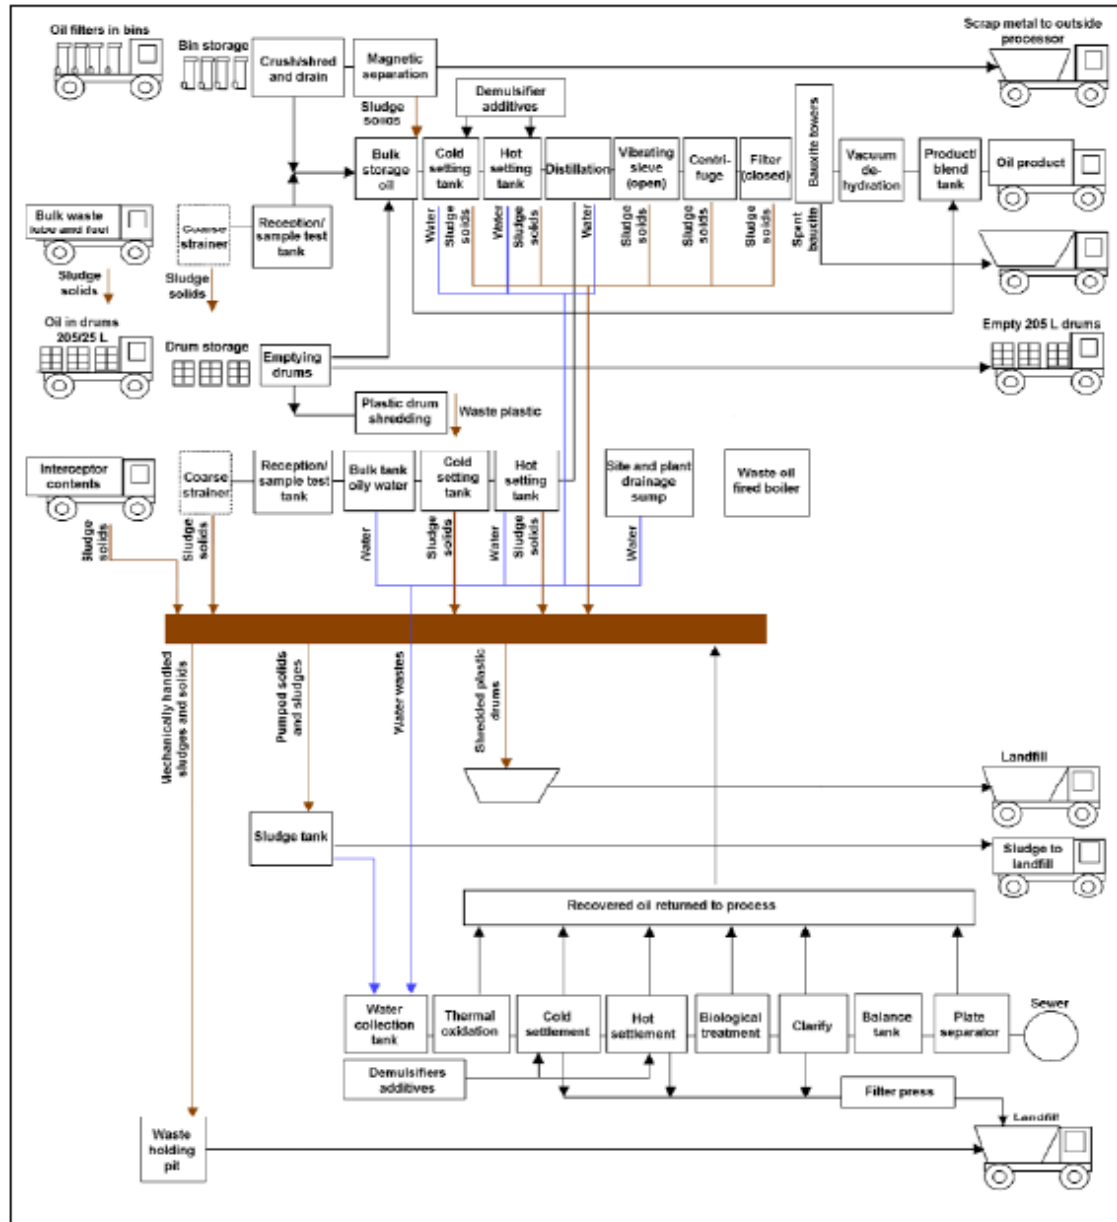 Oil filters in bins
Bin storage
Crush/shred
and drain
Magnetic
separation
Scrap metal to outside
processor
Sludge
solids
Demulsifier
additives
Bulk
storage
oil
Cold
setting
tank
Hot
setting
tank
Distillation
Vibrating
sieve
(open)
Centri-
fuge
Filter
(closed)
Bauxite towers
Vacuum
de-
hydration
Product/
blend
tank
Oil product
Bulk waste
lube and fuel
Coarse
strainer
Reception/
sample test
tank
Water
Sludge
solids
Water
Sludge
solids
Water
Sludge
solids
Sludge
solids
Sludge
solids
Spent
bauxite
Sludge
solids
Sludge
solids
Oil in drums
205/25 L
Drum storage
Emptying
drums
Empty 205 L drums
Plastic drum
shredding
Waste plastic
Interceptor
contents
Coarse
strainer
Reception/
sample test
tank
Bulk tank
oily water
Cold
setting
tank
Hot
setting
tank
Site and plant
drainage
sump
Waste oil
fired boiler
Sludge
solids
Sludge
solids
Water
Sludge
solids
Water
Sludge
solids
Water
Mechanically handled
sludges and solids
Pumped solids
and sludges
Water wastes
Shredded plastic
drums
Landfill
Sludge tank
Sludge to
landfill
Recovered oil returned to process
Water
collection
tank
Thermal
oxidation
Cold
settlement
Hot
settlement
Biological
treatment
Clarify
Balance
tank
Plate
separator
Sewer
Demulsifiers
additives
Filter press
Waste
holding
pit
Landfill